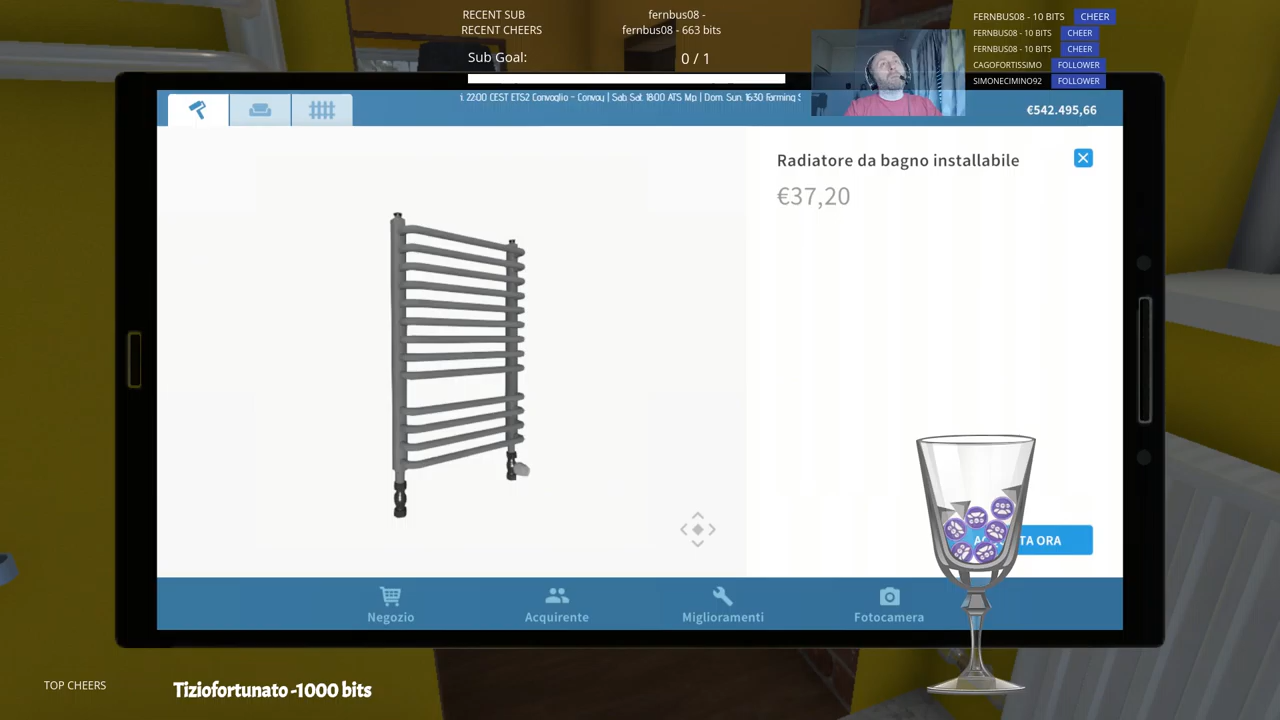 RECENT SUB
fernbus08 -
RECENT CHEERS
fernbus08 - 663 bits
Sub Goal:
0 / 1
FERNBUS08 - 10 BITS CHEER
FERNBUS08 - 10 BITS CHEER
FERNBUS08 - 10 BITS CHEER
CAGOFORTISSIMO FOLLOWER
SIMONECIMINO92 FOLLOWER
22:00 CEST ETS2 Convoglio - Convoy | Sab. Sat. 18:00 ATS Mp | Dom. Sun. 16:30 Farming
€542.495,66
Radiatore da bagno installabile
€37,20
TA ORA
Negozio
Acquirente
Miglioramenti
Fotocamera
TOP CHEERS
Tiziofortunato -1000 bits